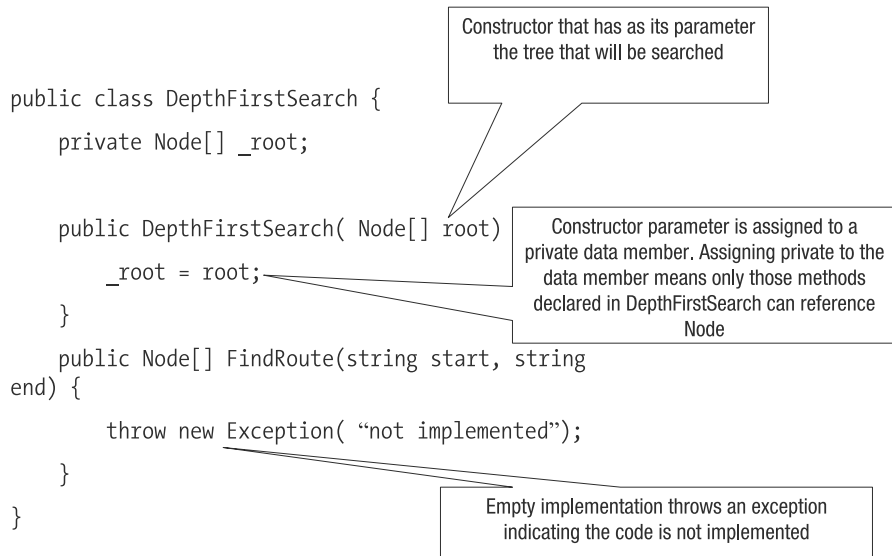 Constructor that has as its parameter
the tree that will be searched
public class DepthFirstSearch {
private Node[] _root;
public DepthFirstSearch( Node[] root)
Constructor parameter is assigned to a
private data member. Assigning private to the
data member means only those methods
declared in DepthFirstSearch can reference
Node
_root = root;
}
public Node[] FindRoute(string start, string
end) {
throw new Exception( “not implemented”);
}
Empty implementation throws an exception
indicating the code is not implemented
}